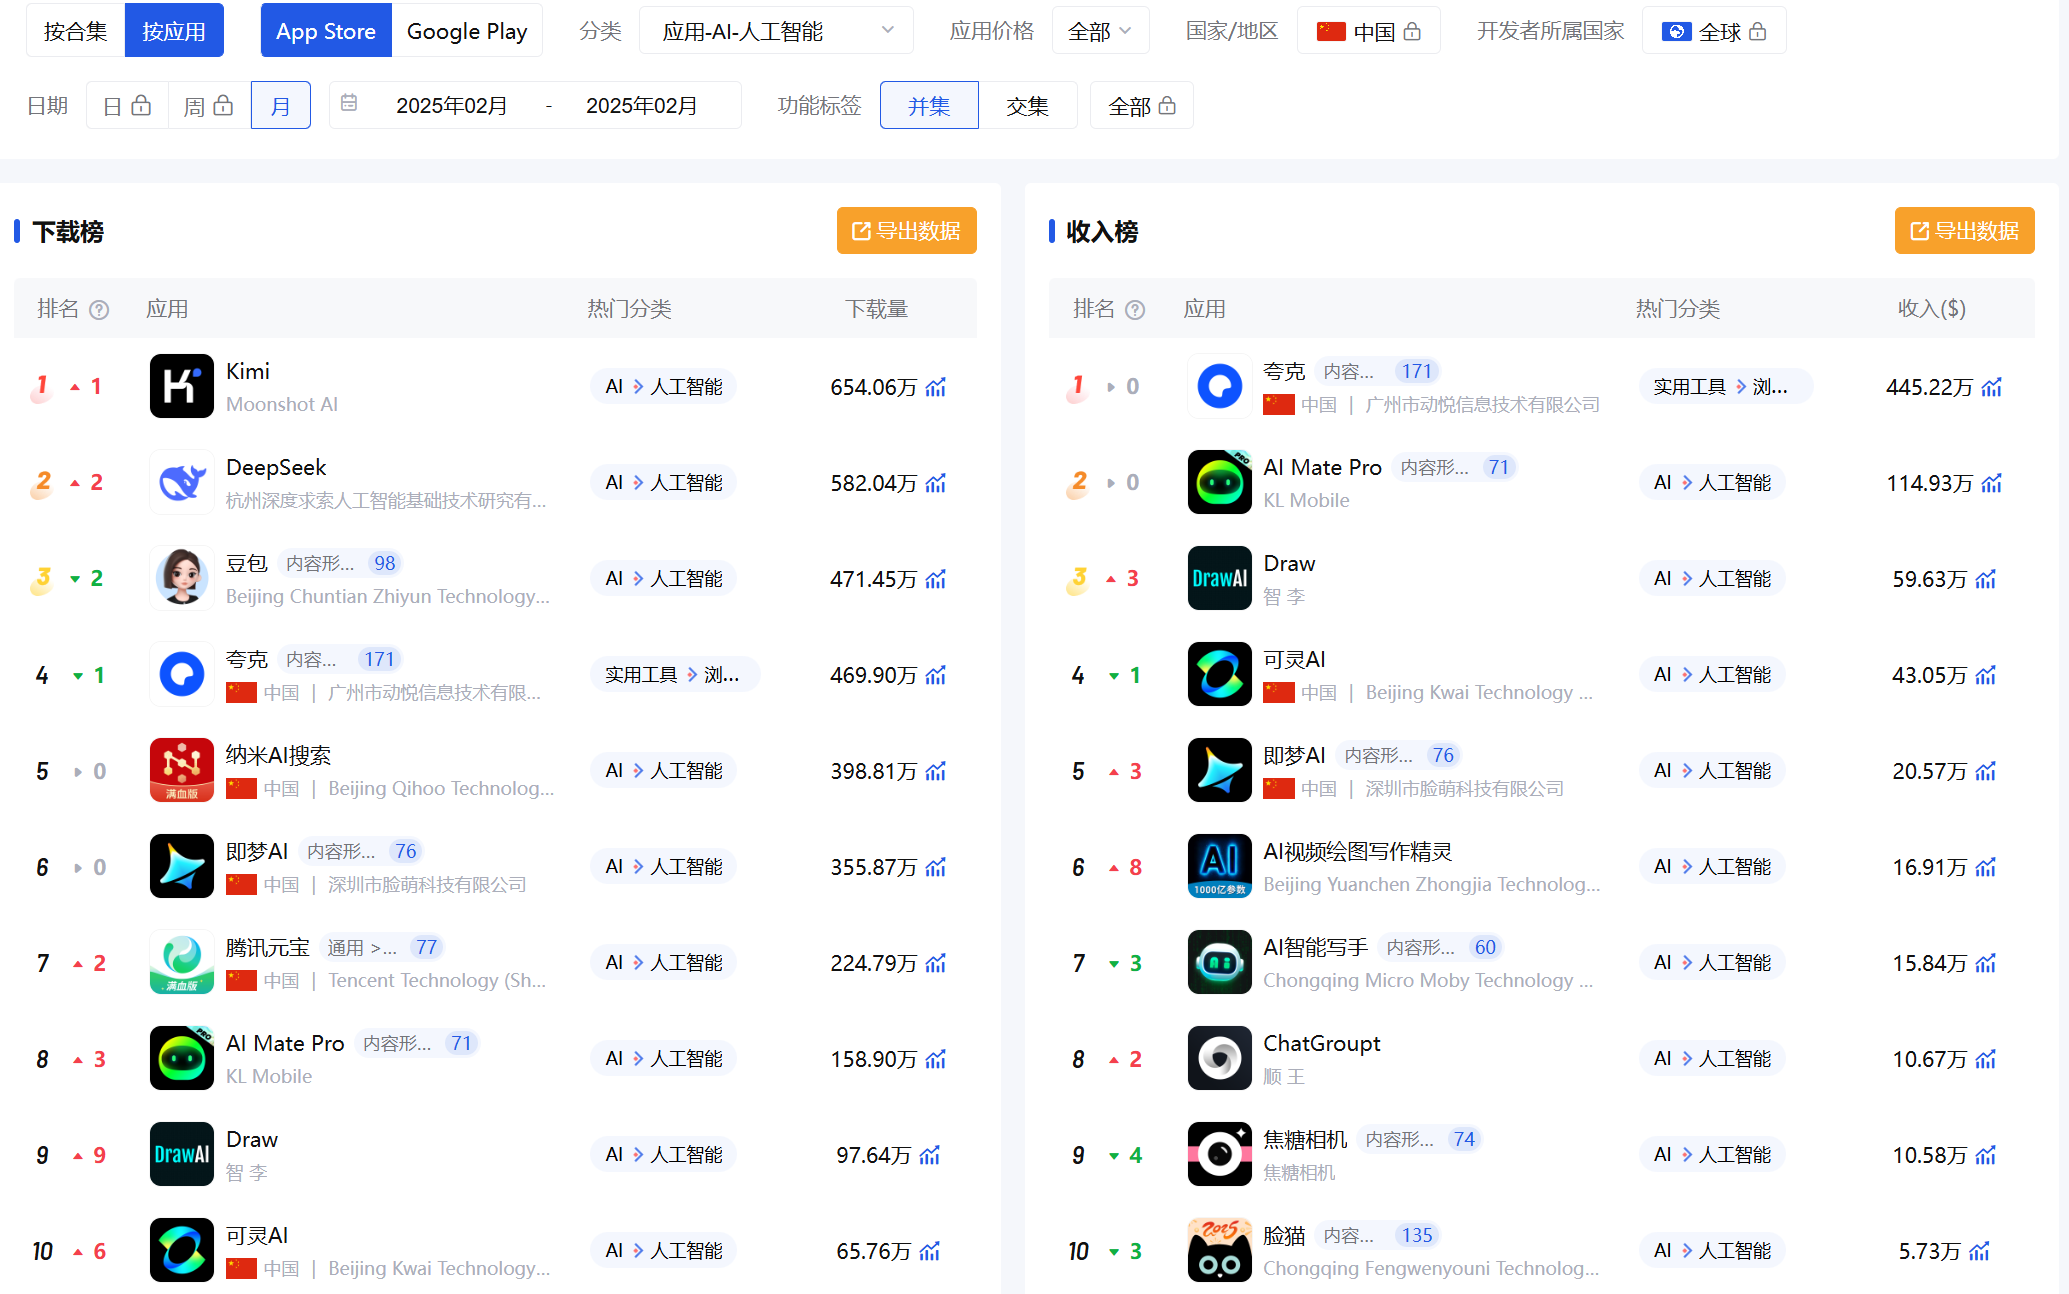 按合集 按应用 App Store Google Play 分类 应用-AI-人工智能 应用价格 全部 国家/地区 中国 开发者所属国家 全球
日期 日 周 月 2025年02月 - 2025年02月 功能标签 并集 交集 全部
下载榜 导出数据
排名 应用 热门分类 下载量
1 1 Kimi AI 人工智能 654.06万
Moonshot AI
2 2 DeepSeek AI 人工智能 582.04万
杭州深度求索人工智能基础技术研究有...
3 2 豆包 内容形... 98 AI 人工智能 471.45万
Beijing Chuntian Zhiyun Technology...
4 1 夸克 内容... 171 实用工具 浏... 469.90万
中国 | 广州市动悦信息技术有限...
5 0 满血版 纳米AI搜索 AI 人工智能 398.81万
中国 | Beijing Qihoo Technolog...
6 0 即梦AI 内容形... 76 AI 人工智能 355.87万
中国 | 深圳市脸萌科技有限公司
7 2 满血版 腾讯元宝 通用 >... 77 AI 人工智能 224.79万
中国 | Tencent Technology (Sh...
8 3 PRO AI Mate Pro 内容形... 71 AI 人工智能 158.90万
KL Mobile
9 9 DrawAI Draw AI 人工智能 97.64万
智 李
10 6 可灵AI AI 人工智能 65.76万
中国 | Beijing Kwai Technology...
收入榜 导出数据
排名 应用 热门分类 收入($)
1 0 夸克 内容... 171 实用工具 浏... 445.22万
中国 | 广州市动悦信息技术有限公司
2 0 PRO AI Mate Pro 内容形... 71 AI 人工智能 114.93万
KL Mobile
3 3 DrawAI Draw AI 人工智能 59.63万
智 李
4 1 可灵AI AI 人工智能 43.05万
中国 | Beijing Kwai Technology ...
5 3 即梦AI 内容形... 76 AI 人工智能 20.57万
中国 | 深圳市脸萌科技有限公司
6 8 AI 1000亿参数 AI视频绘图写作精灵 AI 人工智能 16.91万
Beijing Yuanchen Zhongjia Technolog...
7 3 AI智能写手 内容形... 60 AI 人工智能 15.84万
Chongqing Micro Moby Technology ...
8 2 ChatGroupt AI 人工智能 10.67万
顺 王
9 4 焦糖相机 内容形... 74 AI 人工智能 10.58万
焦糖相机
10 3 2025 脸猫 内容... 135 AI 人工智能 5.73万
Chongqing Fengwenyouni Technolog...